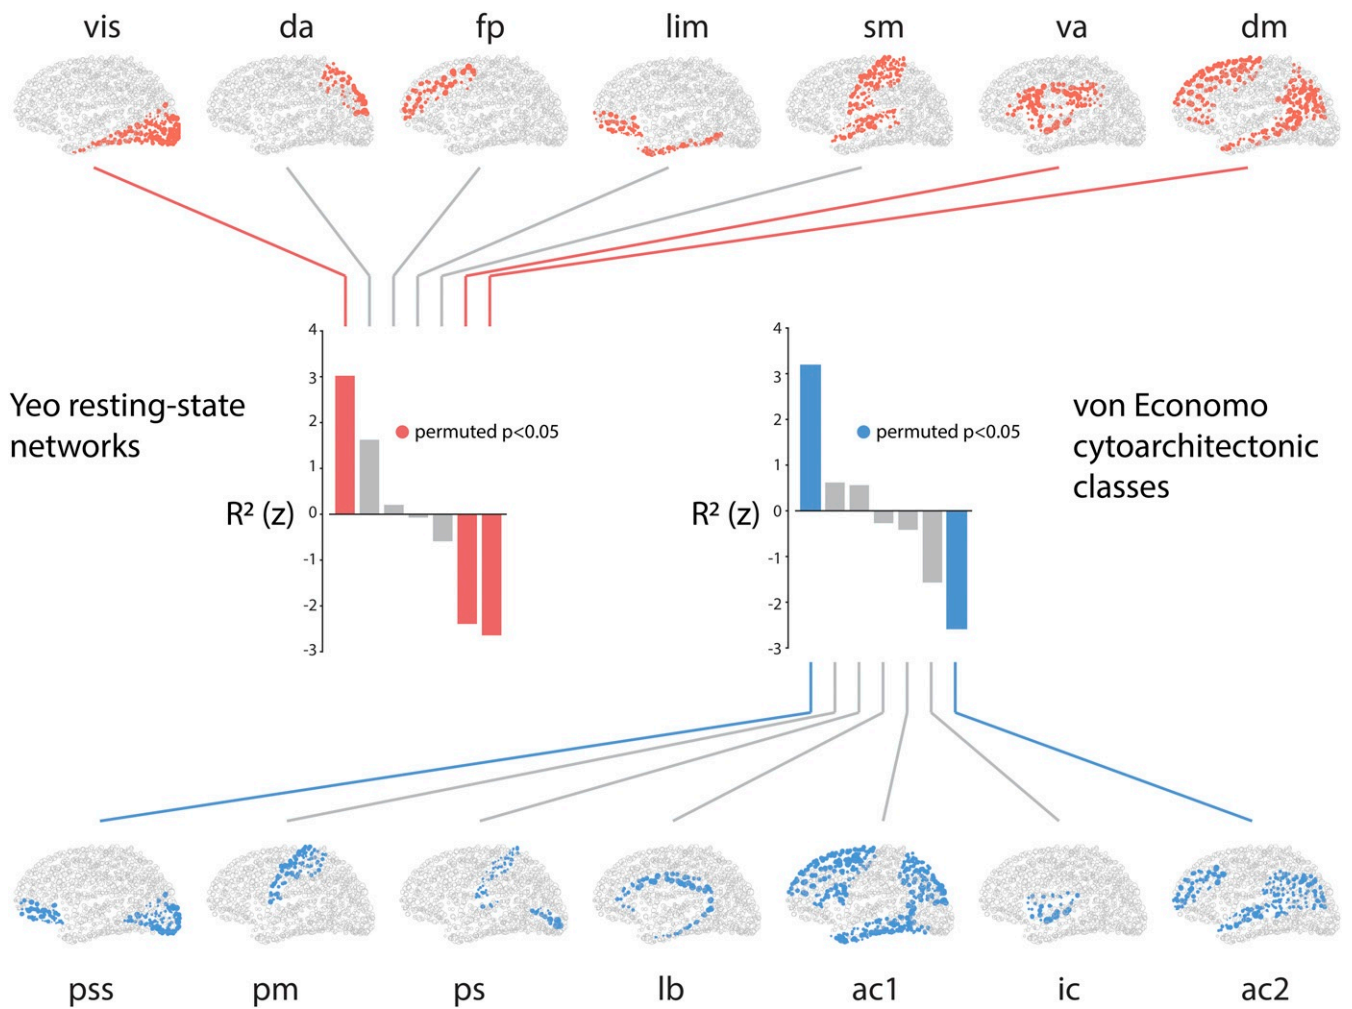 vis da fp lim sm va dm
4
3
2
1
0
-1
-2
-3
R² (z)
permuted p<0.05
Yeo resting-state
networks
4
3
2
1
0
-1
-2
-3
R² (z)
permuted p<0.05
von Economo
cytoarchitectonic
classes
pss pm ps lb ac1 ic ac2